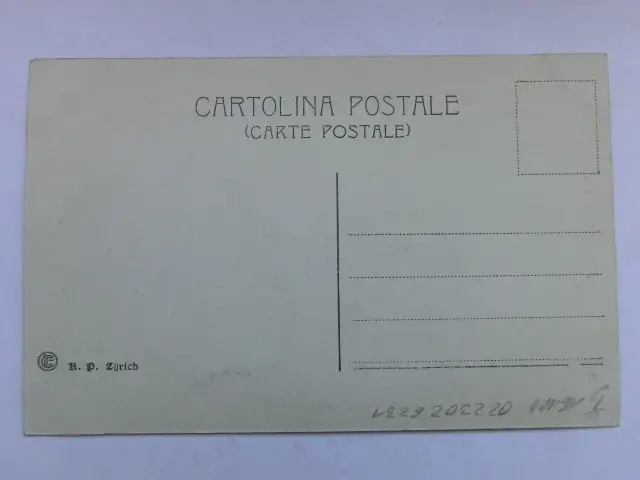 CARTOLINA POSTALE
(CARTE POSTALE)
P. Zürich